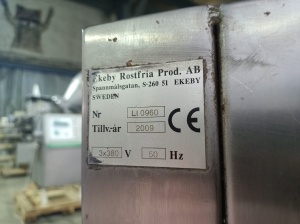 Ekeby Rostfria Prod. AB
Spannmålsgatan, S-260 51 EKEBY
SWEDEN
Nr LI 0960
Tillv.år 2009 CE
3x380 V 50 Hz